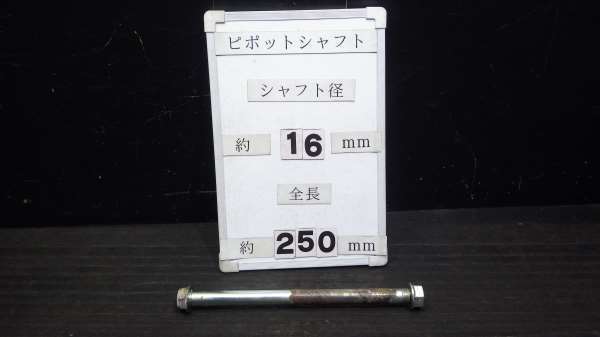 ピボットシャフト
シャフト径
約 16 mm
全長
約 250 mm